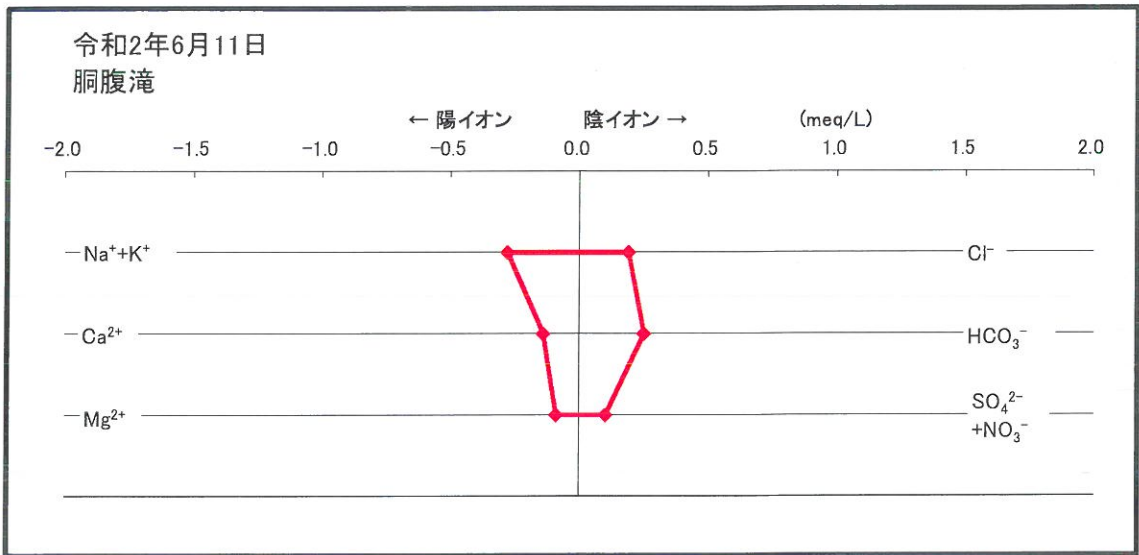 令和2年6月11日
胴腹滝
← 陽イオン 陰イオン → (meq/L)
-2.0 -1.5 -1.0 -0.5 0.0 0.5 1.0 1.5 2.0
Na⁺+K⁺ Cl⁻
Ca²⁺ HCO₃⁻
Mg²⁺ SO₄²⁻
+NO₃⁻